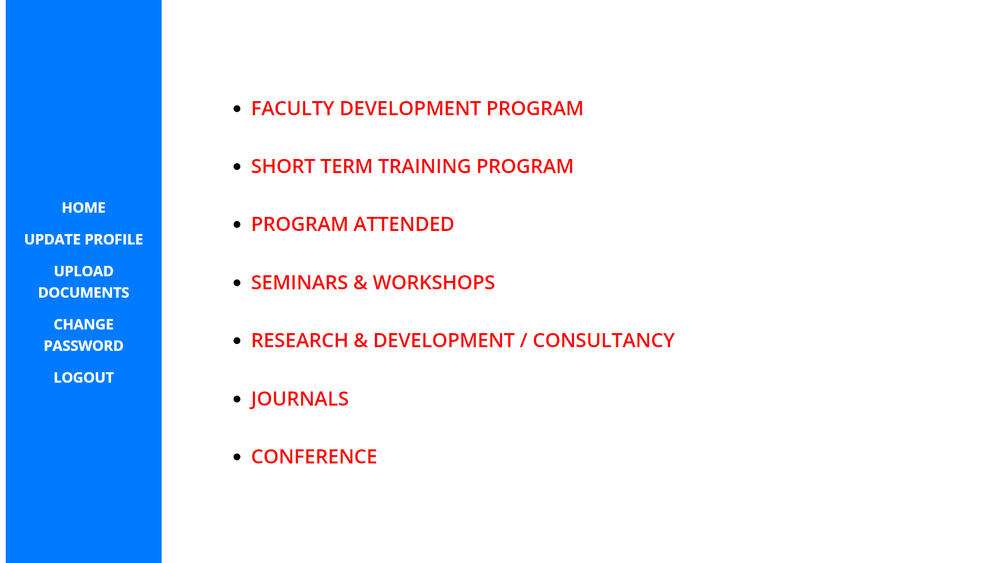 HOME
UPDATE PROFILE
UPLOAD
DOCUMENTS
CHANGE
PASSWORD
LOGOUT
FACULTY DEVELOPMENT PROGRAM
SHORT TERM TRAINING PROGRAM
PROGRAM ATTENDED
SEMINARS & WORKSHOPS
RESEARCH & DEVELOPMENT / CONSULTANCY
JOURNALS
CONFERENCE